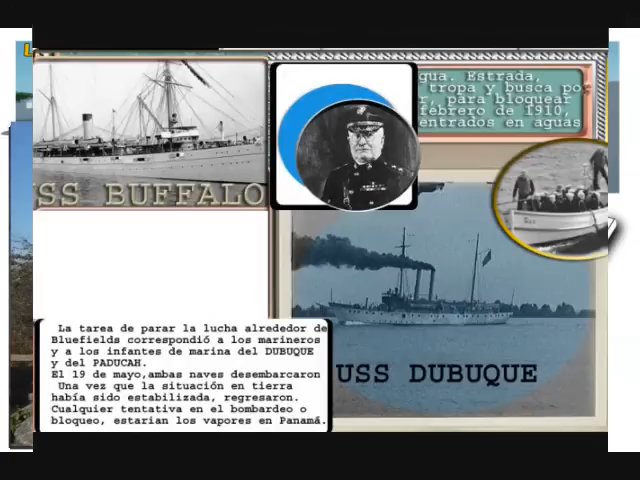 gua. Estrada,
tropa y busca po
r, para bloquear
febrero de 1910,
entrados en aguas
USS BUFFALO
La tarea de parar la lucha alrededor de
Bluefields correspondió a los marineros
y a los infantes de marina del DUBUQUE
y del PADUCAH.
El 19 de mayo,ambas naves desembarcaron
Una vez que la situación en tierra
había sido estabilizada, regresaron.
Cualquier tentativa en el bombardeo o
bloqueo, estarian los vapores en Panamá.
USS DUBUQUE